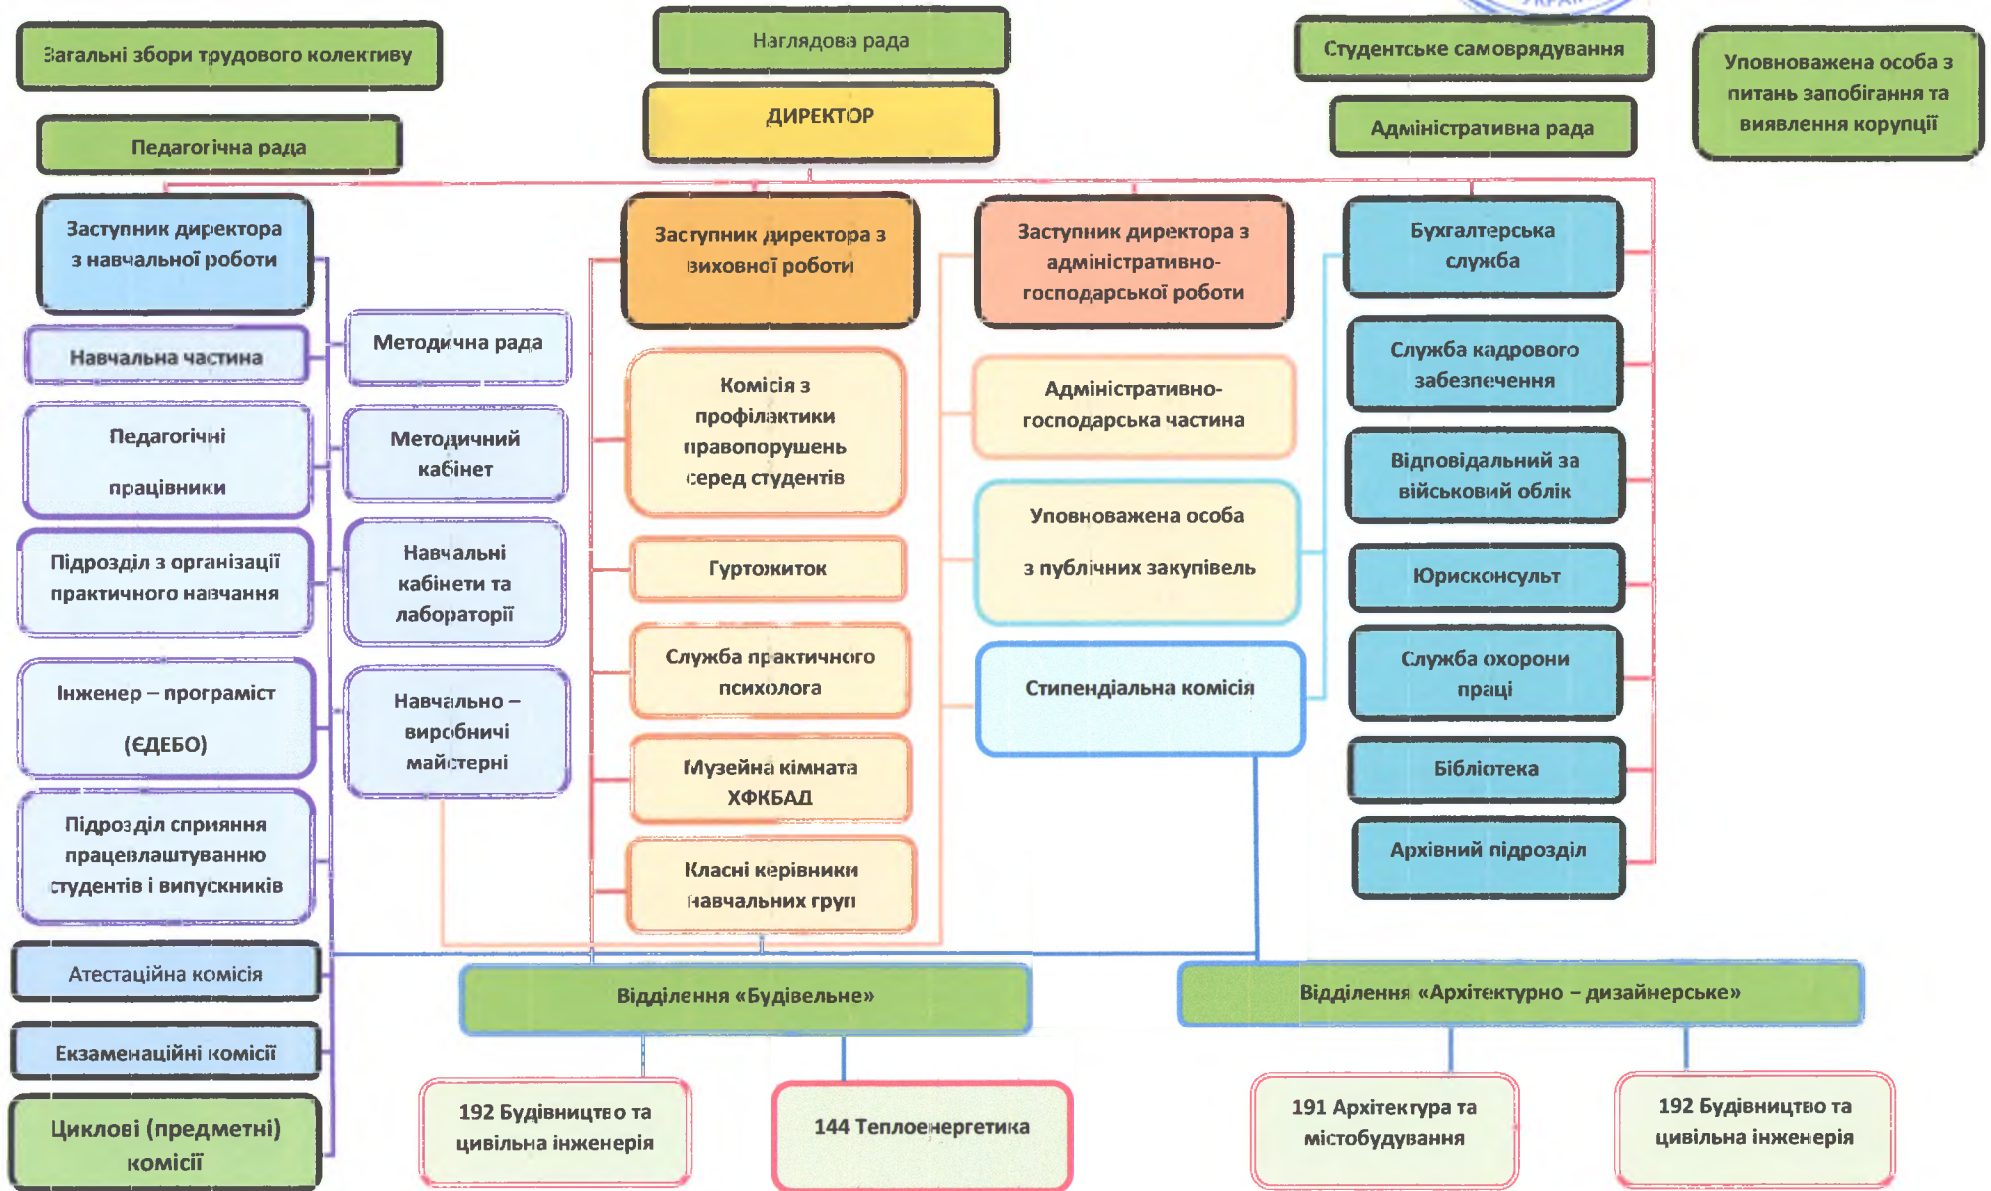 УКРАЇН
Загальні збори трудового колективу
Наглядова рада
Студентське самоврядування
Уповноважена особа з
питань запобігання та
виявлення корупції
ДИРЕКТОР
Педагогічна рада
Адміністративна рада
Заступник директора
з навчальної роботи
Заступник директора з
виховної роботи
Заступник директора з
адміністративно-
господарської роботи
Бухгалтерська
служба
Навчальна частина
Методична рада
Педагогічні
працівники
Методичний
кабінет
Підрозділ з організації
практичного навчання
Навчальні
кабінети та
лабораторії
Інженер – програміст
(ЄДЕБО)
Навчально –
виробничі
майстерні
Підрозділ сприяння
працевлаштуванню
студентів і випускників
Атестаційна комісія
Екзаменаційні комісії
Циклові (предметні)
комісії
Комісія з
профілактики
правопорушень
серед студентів
Гуртожиток
Служба практичного
психолога
Музейна кімната
ХФКБАД
Класні керівники
навчальних груп
Адміністративно-
господарська частина
Уповноважена особа
з публічних закупівель
Стипендіальна комісія
Служба кадрового
забезпечення
Відповідальний за
військовий облік
Юрисконсульт
Служба охорони
праці
Бібліотека
Архівний підрозділ
Відділення «Будівельне»
Відділення «Архітектурно – дизайнерське»
192 Будівництво та
цивільна інженерія
144 Теплоенергетика
191 Архітектура та
містобудування
192 Будівництво та
цивільна інженерія